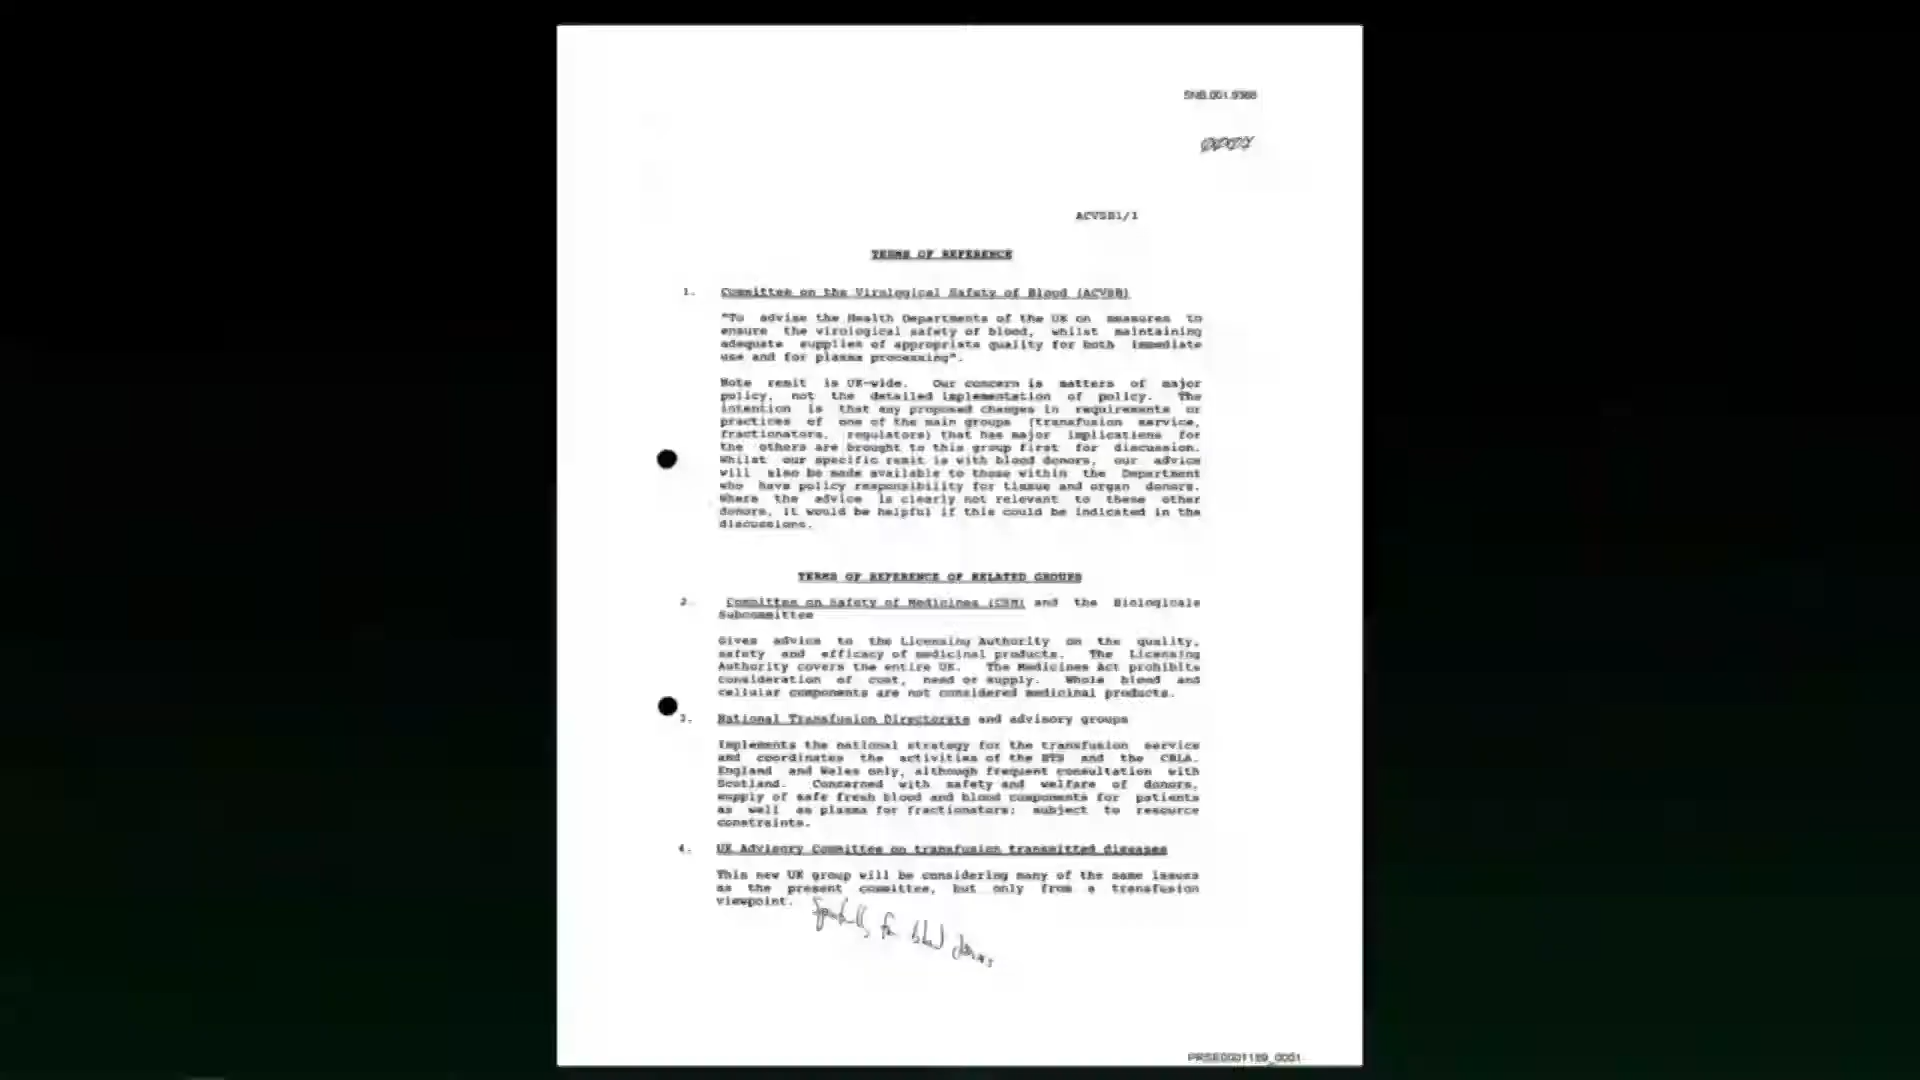 SNB.001.9368
ACVSB1/1
TERMS OF REFERENCE
1. Committee on the Virological Safety of Blood (ACVSB)
"To advise the Health Departments of the UK on measures to
ensure the virological safety of blood, whilst maintaining
adequate supplies of appropriate quality for both immediate
use and for plasma processing".
Note remit is UK-wide. Our concern is matters of major
policy, not the detailed implementation of policy. The
intention is that any proposed changes in requirements or
practices of one of the main groups (transfusion service,
fractionators, regulators) that has major implications for
the others are brought to this group first for discussion.
Whilst our specific remit is with blood donors, our advice
will also be made available to those within the Department
who have policy responsibility for tissue and organ donors.
Where the advice is clearly not relevant to these other
donors, it would be helpful if this could be indicated in the
discussions.
TERMS OF REFERENCE OF RELATED GROUPS
2. Committee on Safety of Medicines (CSM) and the Biologicals
Subcommittee
Gives advice to the Licensing Authority on the quality,
safety and efficacy of medicinal products. The Licensing
Authority covers the entire UK. The Medicines Act prohibits
consideration of cost, need or supply. Whole blood and
cellular components are not considered medicinal products.
3. National Transfusion Directorate and advisory groups
Implements the national strategy for the transfusion service
and coordinates the activities of the BTS and the CBLA.
England and Wales only, although frequent consultation with
Scotland. Concerned with safety and welfare of donors,
supply of safe fresh blood and blood components for patients
as well as plasma for fractionators; subject to resource
constraints.
4. UK Advisory Committee on transfusion transmitted diseases
This new UK group will be considering many of the same issues
as the present committee, but only from a transfusion
viewpoint.
for blood donors
PRSE0001189_0001